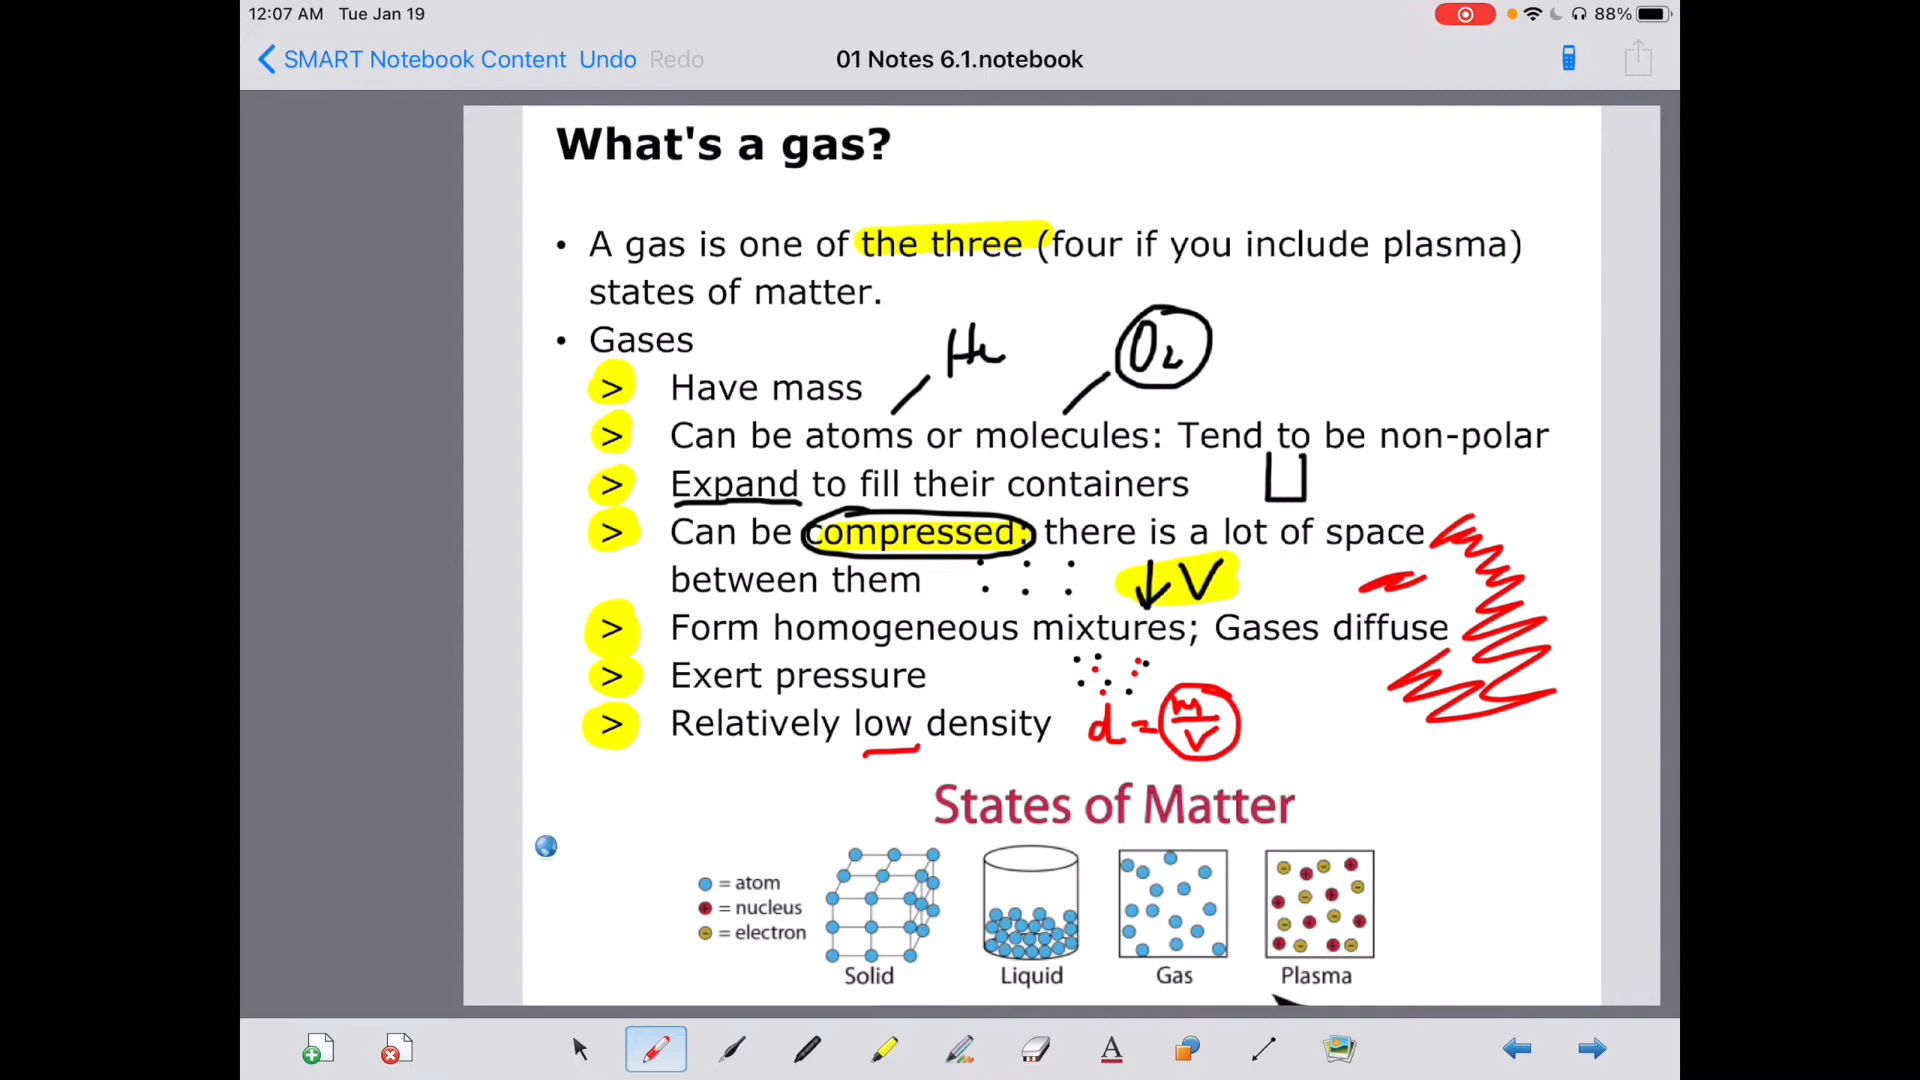 12:07 AM Tue Jan 19 88%
SMART Notebook Content Undo Redo 01 Notes 6.1.notebook
What's a gas?
• A gas is one of the three (four if you include plasma)
states of matter.
• Gases
He O2
> Have mass
> Can be atoms or molecules: Tend to be non-polar
> Expand to fill their containers
> Can be compressed: there is a lot of space
between them ↓V
> Form homogeneous mixtures; Gases diffuse
> Exert pressure
> Relatively low density d = m/V
States of Matter
= atom
+ = nucleus
- = electron
Solid Liquid Gas Plasma
A